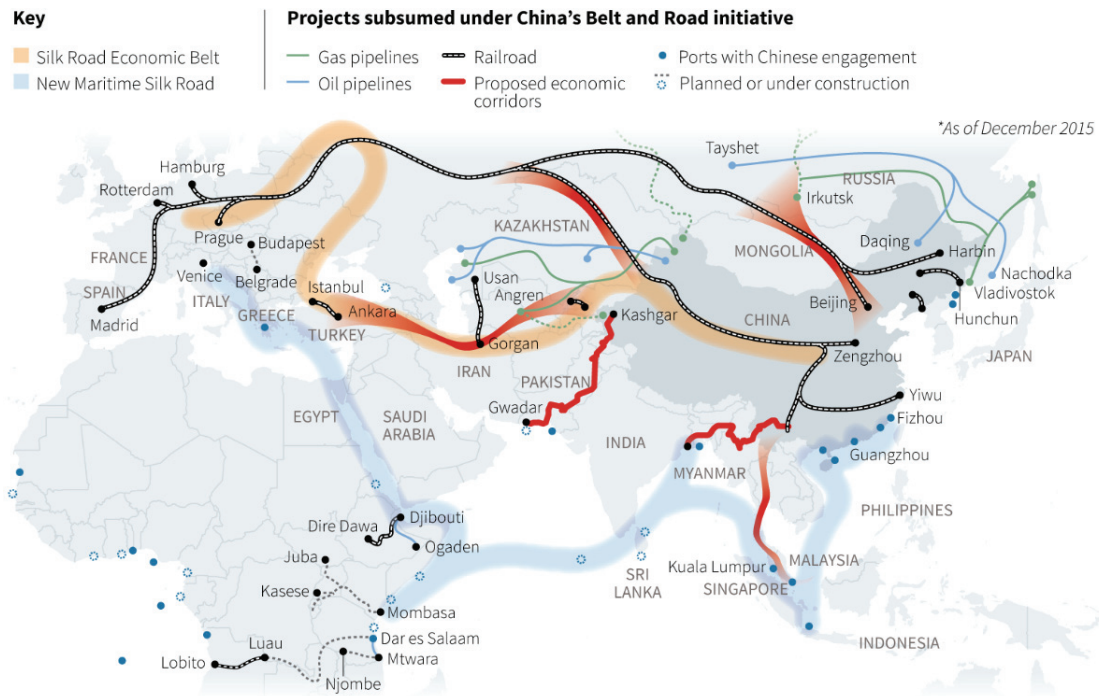 Key
Silk Road Economic Belt
New Maritime Silk Road
Projects subsumed under China’s Belt and Road initiative
Gas pipelines
Railroad
Ports with Chinese engagement
Oil pipelines
Proposed economic
corridors
Planned or under construction
*As of December 2015
Tayshet
Hamburg
Rotterdam
RUSSIA
Irkutsk
KAZAKHSTAN
Prague
Budapest
MONGOLIA
Daqing
Harbin
FRANCE
Venice
Belgrade
Usan
Nachodka
SPAIN
ITALY
Istanbul
Angren
Vladivostok
GREECE
Ankara
Beijing
Madrid
TURKEY
Kashgar
CHINA
Hunchun
Gorgan
Zengzhou
JAPAN
IRAN
PAKISTAN
Yiwu
EGYPT
SAUDI
ARABIA
Gwadar
Fizhou
INDIA
Guangzhou
MYANMAR
PHILIPPINES
Djibouti
Dire Dawa
Ogaden
Juba
MALAYSIA
Kuala Lumpur
SRI
LANKA
SINGAPORE
Kasese
Mombasa
Dar es Salaam
INDONESIA
Luau
Lobito
Mtwara
Njombe